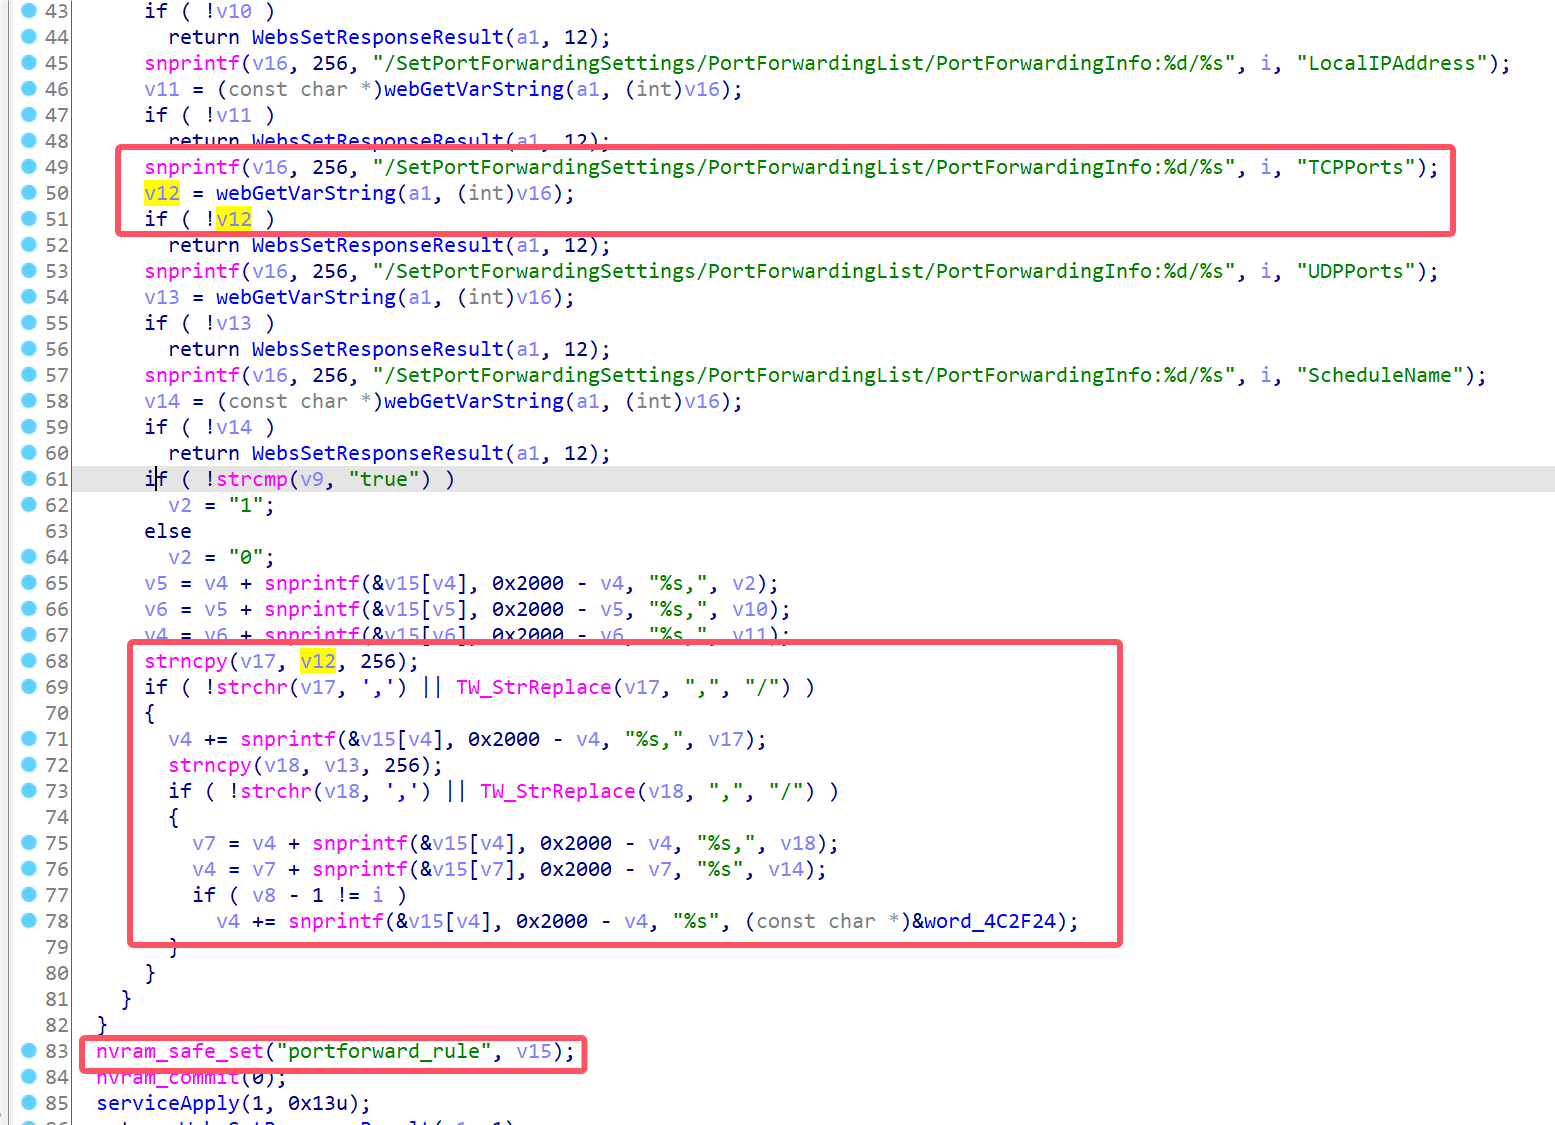 43 if ( !v10 )
44 return WebsSetResponseResult(a1, 12);
45 snprintf(v16, 256, "/SetPortForwardingSettings/PortForwardingList/PortForwardingInfo:%d/%s", i, "LocalIPAddress");
46 v11 = (const char *)webGetVarString(a1, (int)v16);
47 if ( !v11 )
48 return WebsSetResponseResult(a1, 12);
49 snprintf(v16, 256, "/SetPortForwardingSettings/PortForwardingList/PortForwardingInfo:%d/%s", i, "TCPPorts");
50 v12 = webGetVarString(a1, (int)v16);
51 if ( !v12 )
52 return WebsSetResponseResult(a1, 12);
53 snprintf(v16, 256, "/SetPortForwardingSettings/PortForwardingList/PortForwardingInfo:%d/%s", i, "UDPPorts");
54 v13 = webGetVarString(a1, (int)v16);
55 if ( !v13 )
56 return WebsSetResponseResult(a1, 12);
57 snprintf(v16, 256, "/SetPortForwardingSettings/PortForwardingList/PortForwardingInfo:%d/%s", i, "ScheduleName");
58 v14 = (const char *)webGetVarString(a1, (int)v16);
59 if ( !v14 )
60 return WebsSetResponseResult(a1, 12);
61 if ( !strcmp(v9, "true") )
62 v2 = "1";
63 else
64 v2 = "0";
65 v5 = v4 + snprintf(&v15[v4], 0x2000 - v4, "%s,", v2);
66 v6 = v5 + snprintf(&v15[v5], 0x2000 - v5, "%s,", v10);
67 v4 = v6 + snprintf(&v15[v6], 0x2000 - v6, "%s,", v11);
68 strncpy(v17, v12, 256);
69 if ( !strchr(v17, ',') || TW_StrReplace(v17, ",", "/") )
70 {
71 v4 += snprintf(&v15[v4], 0x2000 - v4, "%s,", v17);
72 strncpy(v18, v13, 256);
73 if ( !strchr(v18, ',') || TW_StrReplace(v18, ",", "/") )
74 {
75 v7 = v4 + snprintf(&v15[v4], 0x2000 - v4, "%s,", v18);
76 v4 = v7 + snprintf(&v15[v7], 0x2000 - v7, "%s", v14);
77 if ( v8 - 1 != i )
78 v4 += snprintf(&v15[v4], 0x2000 - v4, "%s", (const char *)&word_4C2F24);
79 }
80 }
81 }
82 }
83 nvram_safe_set("portforward_rule", v15);
84 nvram_commit(0);
85 serviceApply(1, 0x13u);